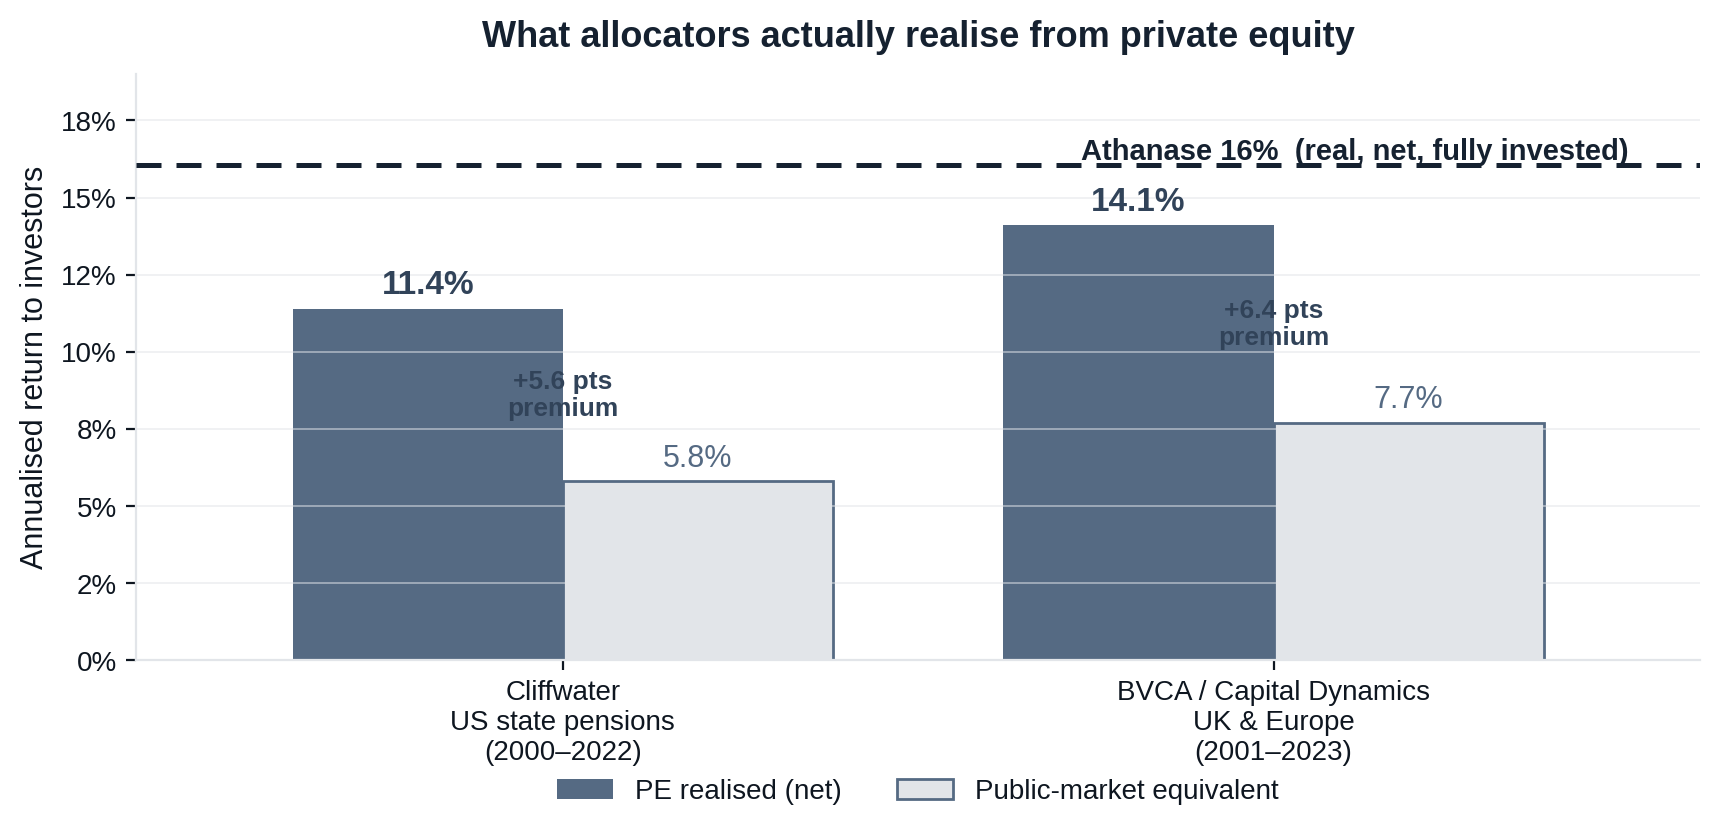 What allocators actually realise from private equity
Annualised return to investors
18%
15%
12%
10%
8%
5%
2%
0%
Athanase 16% (real, net, fully invested)
11.4%
+5.6 pts
premium
5.8%
14.1%
+6.4 pts
premium
7.7%
Cliffwater
US state pensions
(2000–2022)
BVCA / Capital Dynamics
UK & Europe
(2001–2023)
PE realised (net)
Public-market equivalent